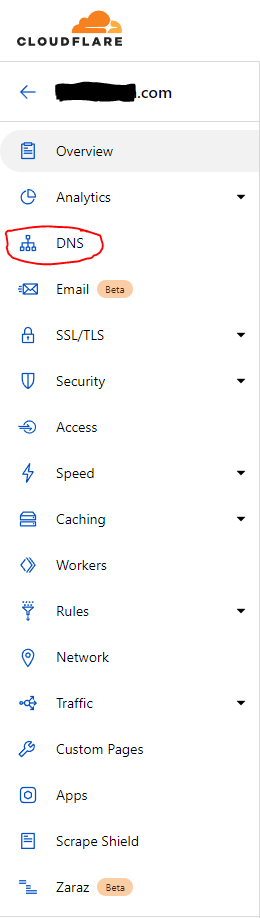 CLOUDFLARE
.com
Overview
Analytics
DNS
Email Beta
SSL/TLS
Security
Access
Speed
Caching
Workers
Rules
Network
Traffic
Custom Pages
Apps
Scrape Shield
Zaraz Beta